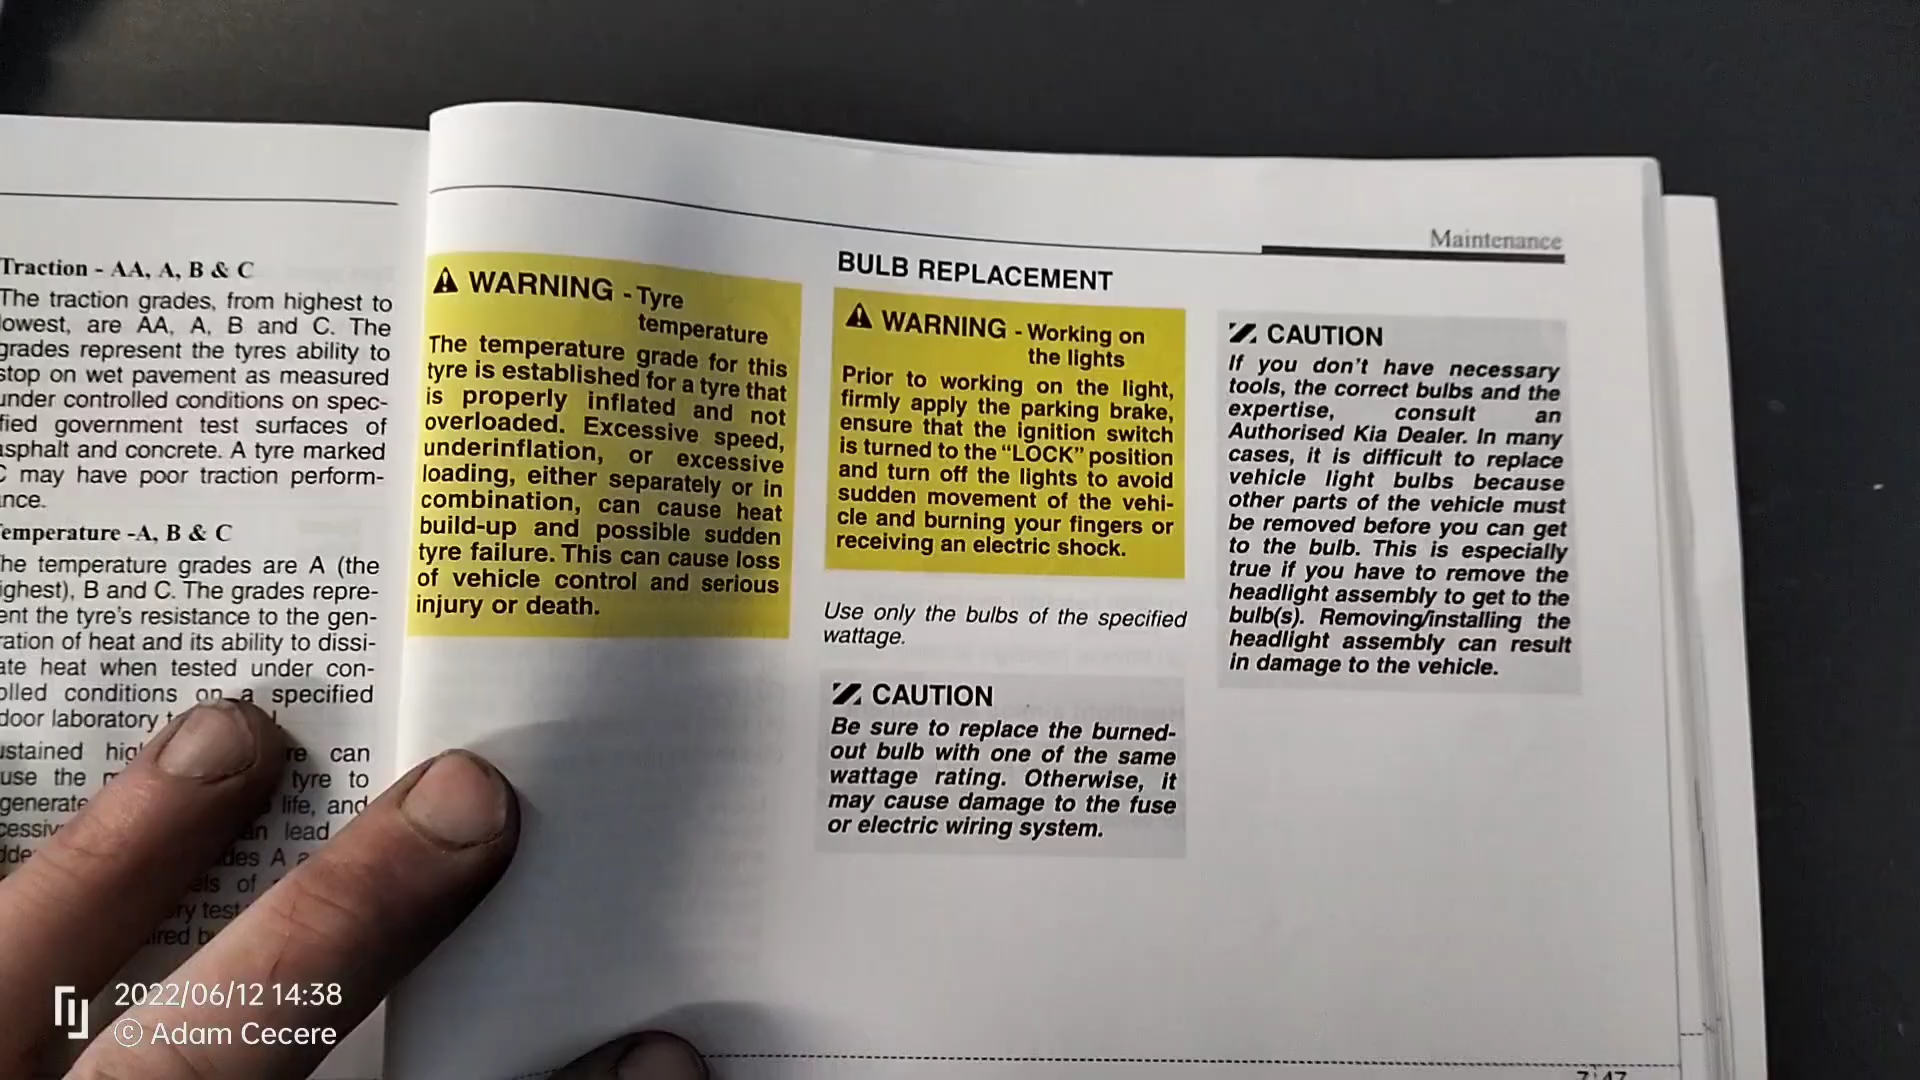 Traction - AA, A, B & C
The traction grades, from highest to
lowest, are AA, A, B and C. The
grades represent the tyres ability to
stop on wet pavement as measured
under controlled conditions on spec-
ified government test surfaces of
asphalt and concrete. A tyre marked
C may have poor traction perform-
ance.
Temperature -A, B & C
The temperature grades are A (the
highest), B and C. The grades repre-
ent the tyre's resistance to the gen-
ration of heat and its ability to dissi-
ate heat when tested under con-
olled conditions on a specified
door laboratory
can
use the tyre to
generate life, and
lead
A
of
test
WARNING - Tyre
temperature
The temperature grade for this
tyre is established for a tyre that
is properly inflated and not
overloaded. Excessive speed,
underinflation, or excessive
loading, either separately or in
combination, can cause heat
build-up and possible sudden
tyre failure. This can cause loss
of vehicle control and serious
injury or death.
Maintenance
BULB REPLACEMENT
WARNING - Working on
the lights
Prior to working on the light,
firmly apply the parking brake,
ensure that the ignition switch
is turned to the “LOCK” position
and turn off the lights to avoid
sudden movement of the vehi-
cle and burning your fingers or
receiving an electric shock.
Use only the bulbs of the specified
wattage.
CAUTION
Be sure to replace the burned-
out bulb with one of the same
wattage rating. Otherwise, it
may cause damage to the fuse
or electric wiring system.
CAUTION
If you don't have necessary
tools, the correct bulbs and the
expertise, consult an
Authorised Kia Dealer. In many
cases, it is difficult to replace
vehicle light bulbs because
other parts of the vehicle must
be removed before you can get
to the bulb. This is especially
true if you have to remove the
headlight assembly to get to the
bulb(s). Removing/installing the
headlight assembly can result
in damage to the vehicle.
2022/06/12 14:38
© Adam Cecere